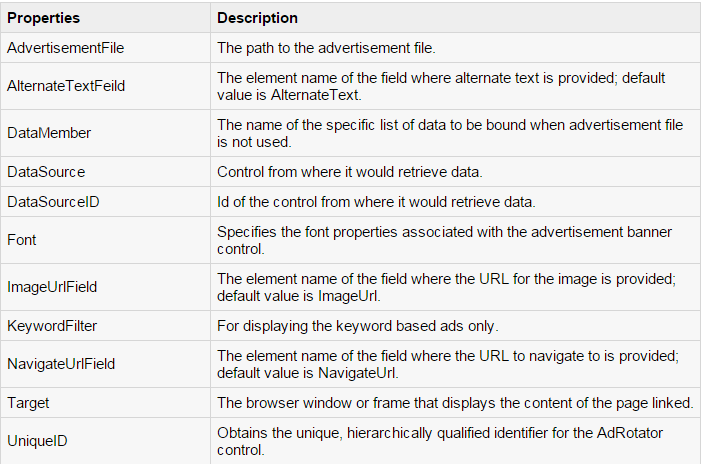 Properties Description
AdvertisementFile The path to the advertisement file.
AlternateTextFeild The element name of the field where alternate text is provided; default
value is AlternateText.
DataMember The name of the specific list of data to be bound when advertisement file
is not used.
DataSource Control from where it would retrieve data.
DataSourceID Id of the control from where it would retrieve data.
Font Specifies the font properties associated with the advertisement banner
control.
ImageUrlField The element name of the field where the URL for the image is provided;
default value is ImageUrl.
KeywordFilter For displaying the keyword based ads only.
NavigateUrlField The element name of the field where the URL to navigate to is provided;
default value is NavigateUrl.
Target The browser window or frame that displays the content of the page linked.
UniqueID Obtains the unique, hierarchically qualified identifier for the AdRotator
control.